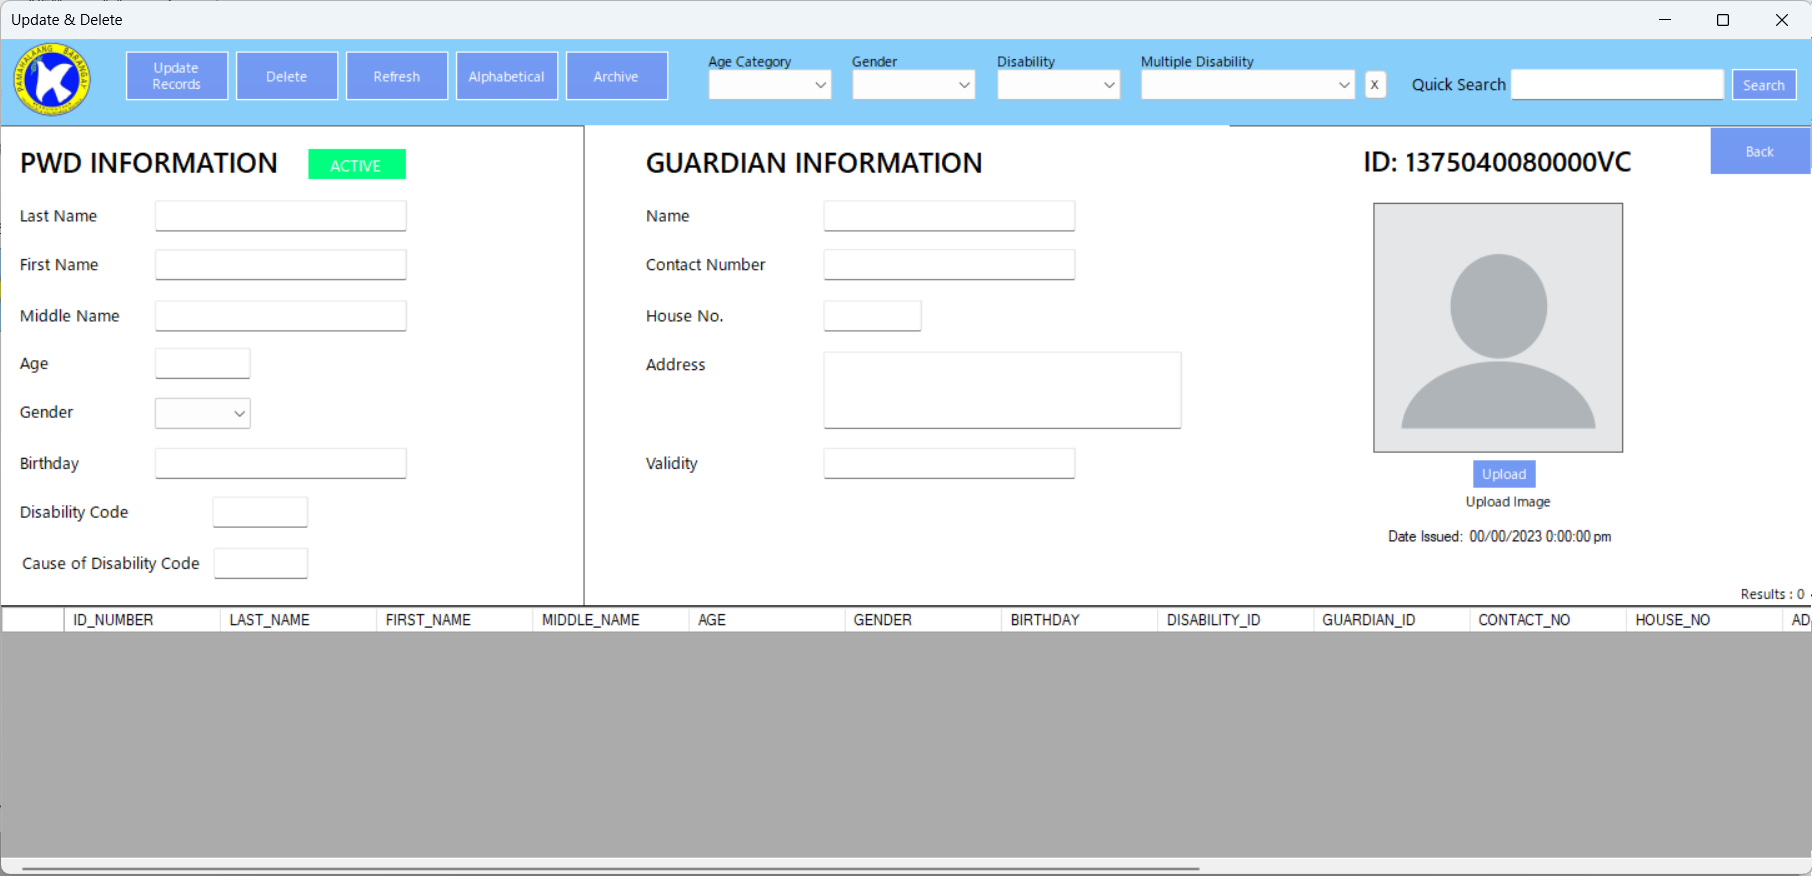 Update & Delete
PAMAHALAANG BARANGAY
Update
Records
Delete
Refresh
Alphabetical
Archive
Age Category
Gender
Disability
Multiple Disability
X
Quick Search
Search
PWD INFORMATION
ACTIVE
GUARDIAN INFORMATION
ID: 1375040080000VC
Back
Last Name
Name
First Name
Contact Number
Middle Name
House No.
Age
Address
Gender
Birthday
Validity
Upload
Upload Image
Disability Code
Date Issued: 00/00/2023 0:00:00 pm
Cause of Disability Code
Results : 0
ID_NUMBER LAST_NAME FIRST_NAME MIDDLE_NAME AGE GENDER BIRTHDAY DISABILITY_ID GUARDIAN_ID CONTACT_NO HOUSE_NO AD